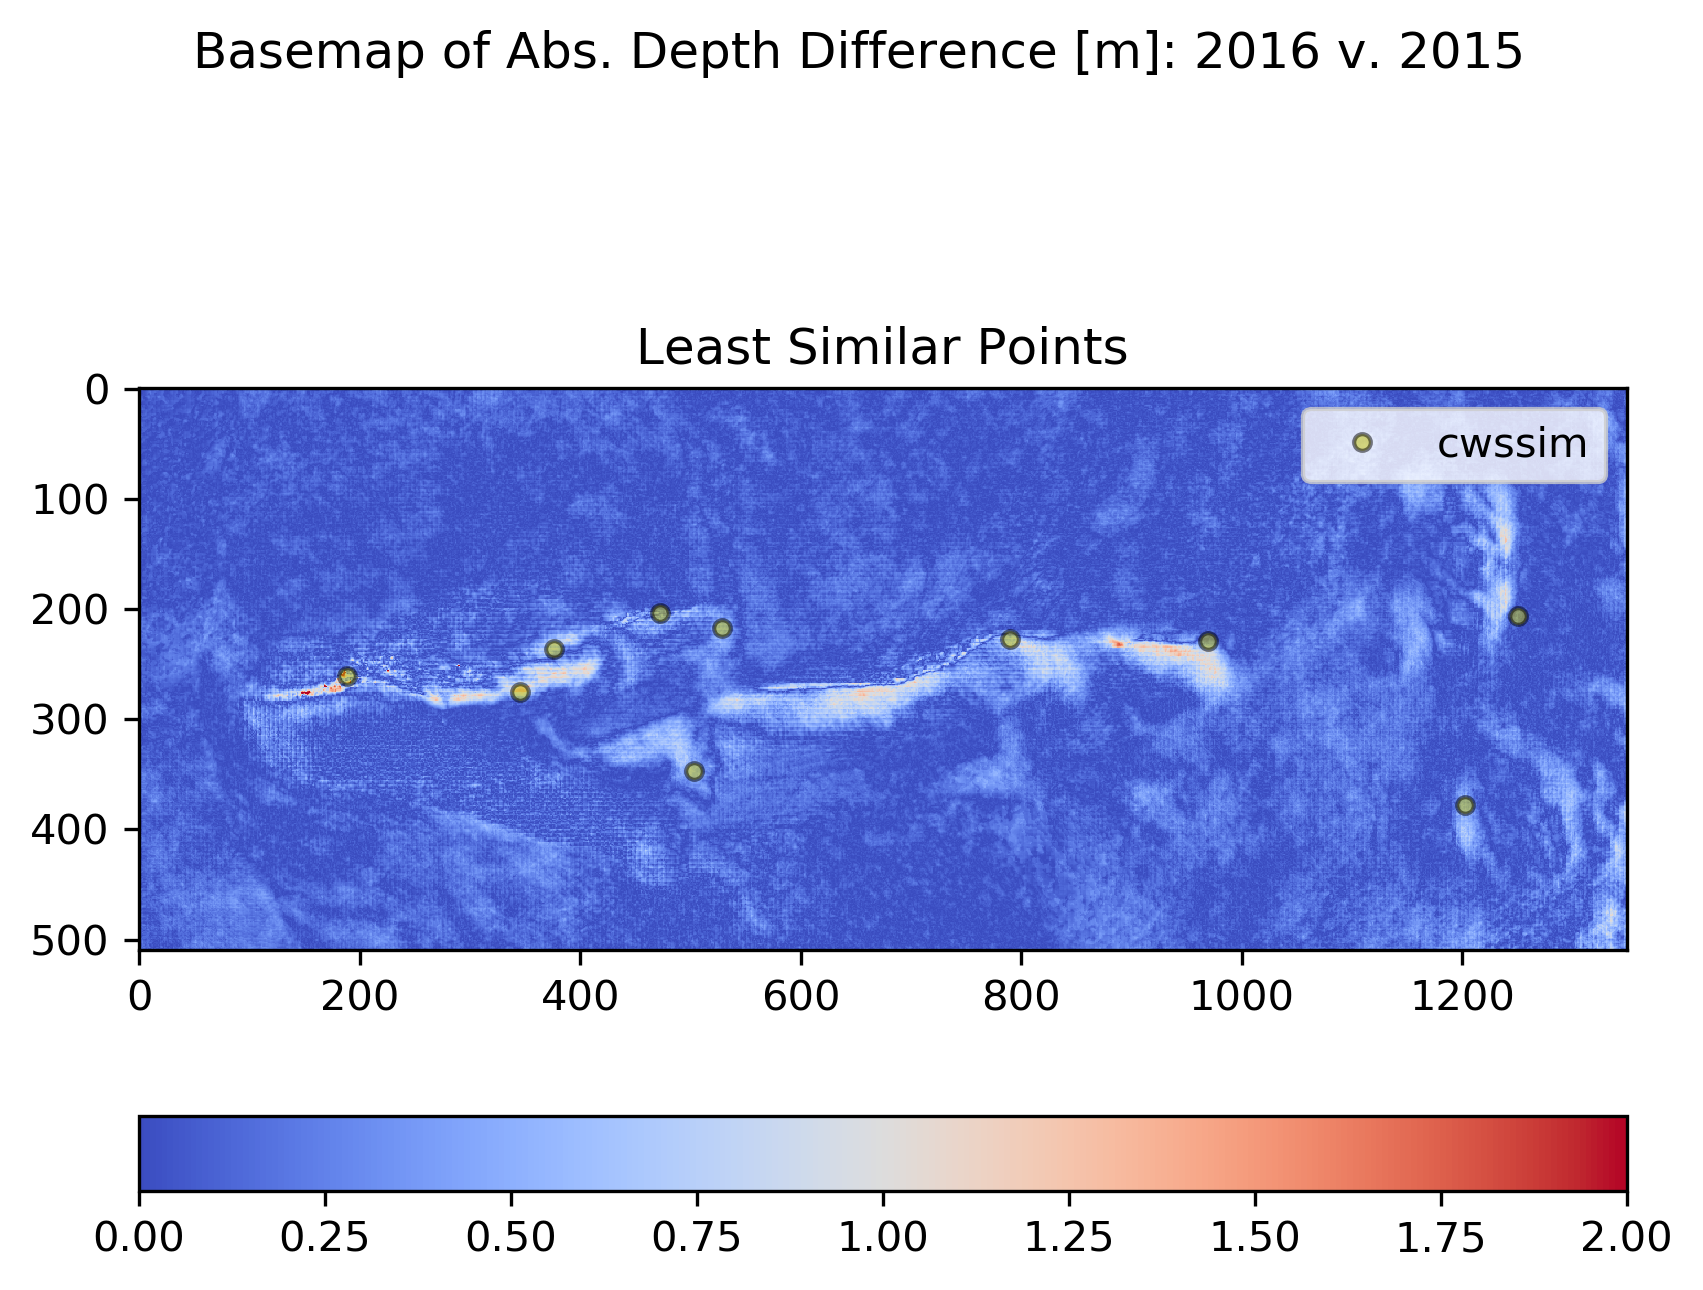 Basemap of Abs. Depth Difference [m]: 2016 v. 2015
Least Similar Points
cwssim
0
100
200
300
400
500
0 200 400 600 800 1000 1200
0.00 0.25 0.50 0.75 1.00 1.25 1.50 1.75 2.00